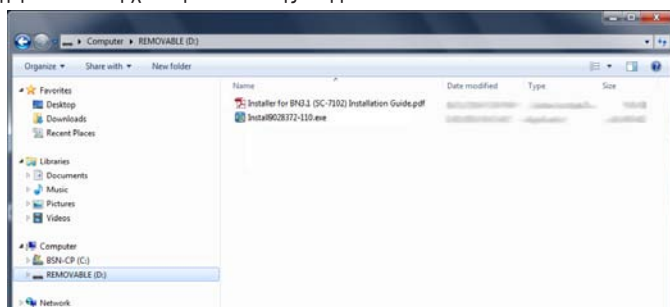 Computer ▸ REMOVABLE (D:)
Organize ▾ Share with ▾ New folder
Favorites
Desktop
Downloads
Recent Places
Libraries
Documents
Music
Pictures
Videos
Computer
BSN-CP (C:)
REMOVABLE (D:)
Network
Name Date modified Type Size
Installer for BN3.1 (SC-7102) Installation Guide.pdf
Install9028372-110.exe